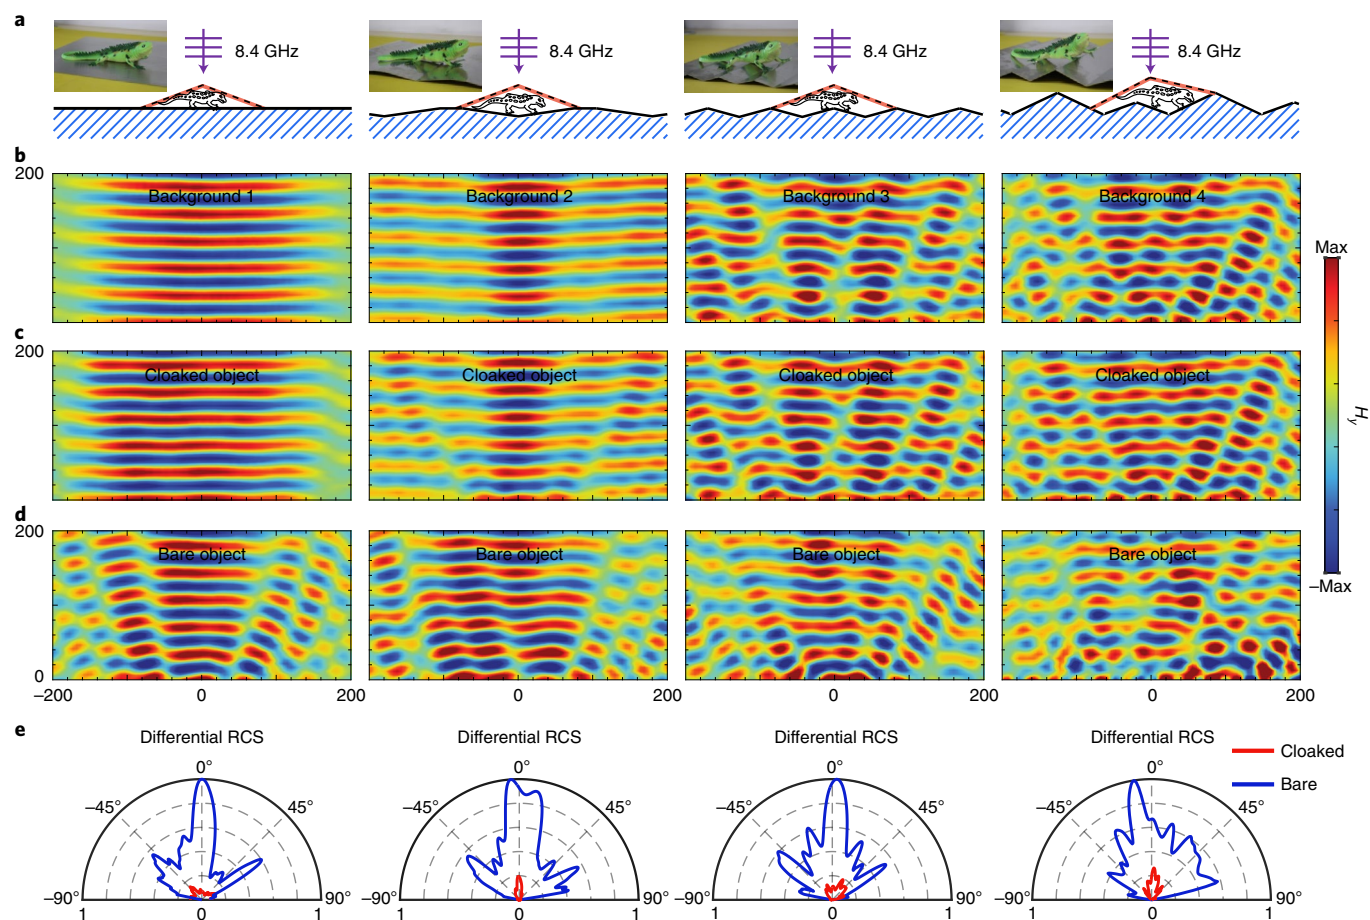 a
8.4 GHz 8.4 GHz 8.4 GHz 8.4 GHz
b
200
Background 1 Background 2 Background 3 Background 4
Max
c
200
Cloaked object Cloaked object Cloaked object Cloaked object
Hy
d
200
Bare object Bare object Bare object Bare object
–Max
0
–200 0 200 0 200 0 200 0 200
e
Differential RCS Differential RCS Differential RCS Differential RCS
Cloaked
0° 0° 0° 0°
Bare
–45° 45° –45° 45° –45° 45° –45° 45°
–90° 90° –90° 90° –90° 90° –90° 90°
1 0 1 1 0 1 1 0 1 1 0 1